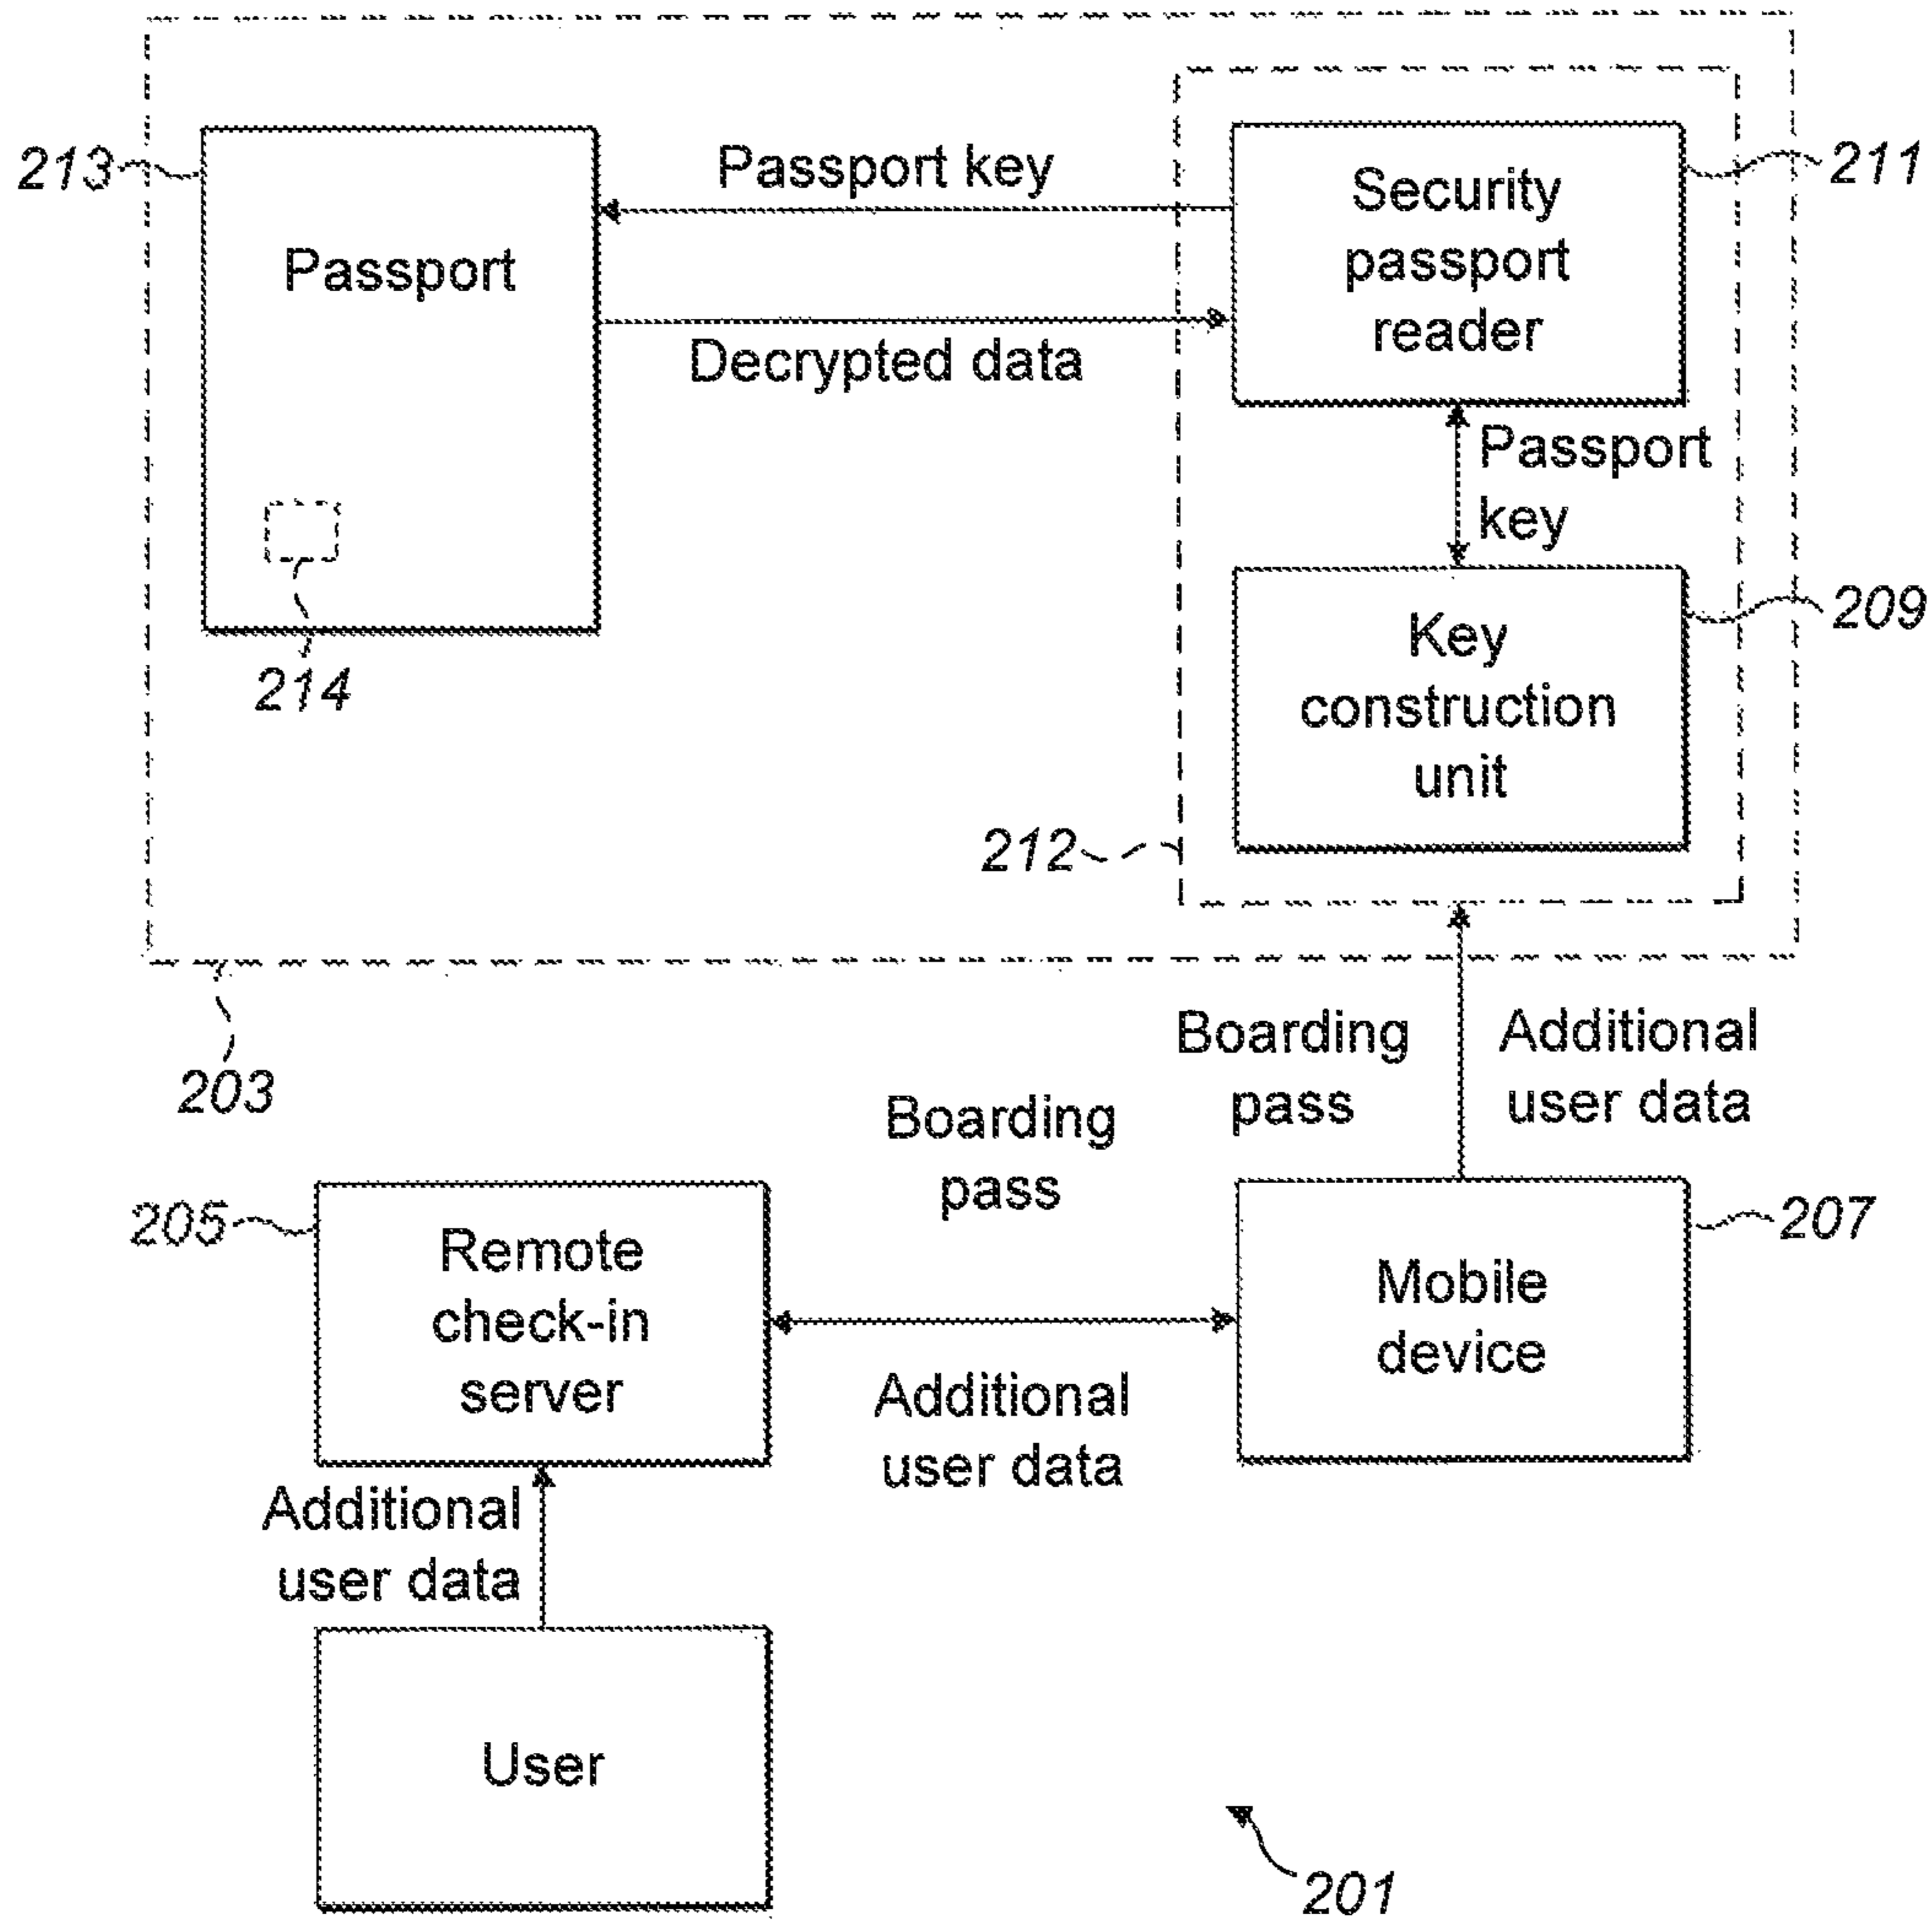 213
Passport
214
Passport key
Decrypted data
Security
passport
reader
211
Passport
key
Key
construction
unit
209
212
203
Boarding
pass
Additional
user data
Boarding
pass
205
Remote
check-in
server
Mobile
device
207
Additional
user data
Additional
user data
User
201